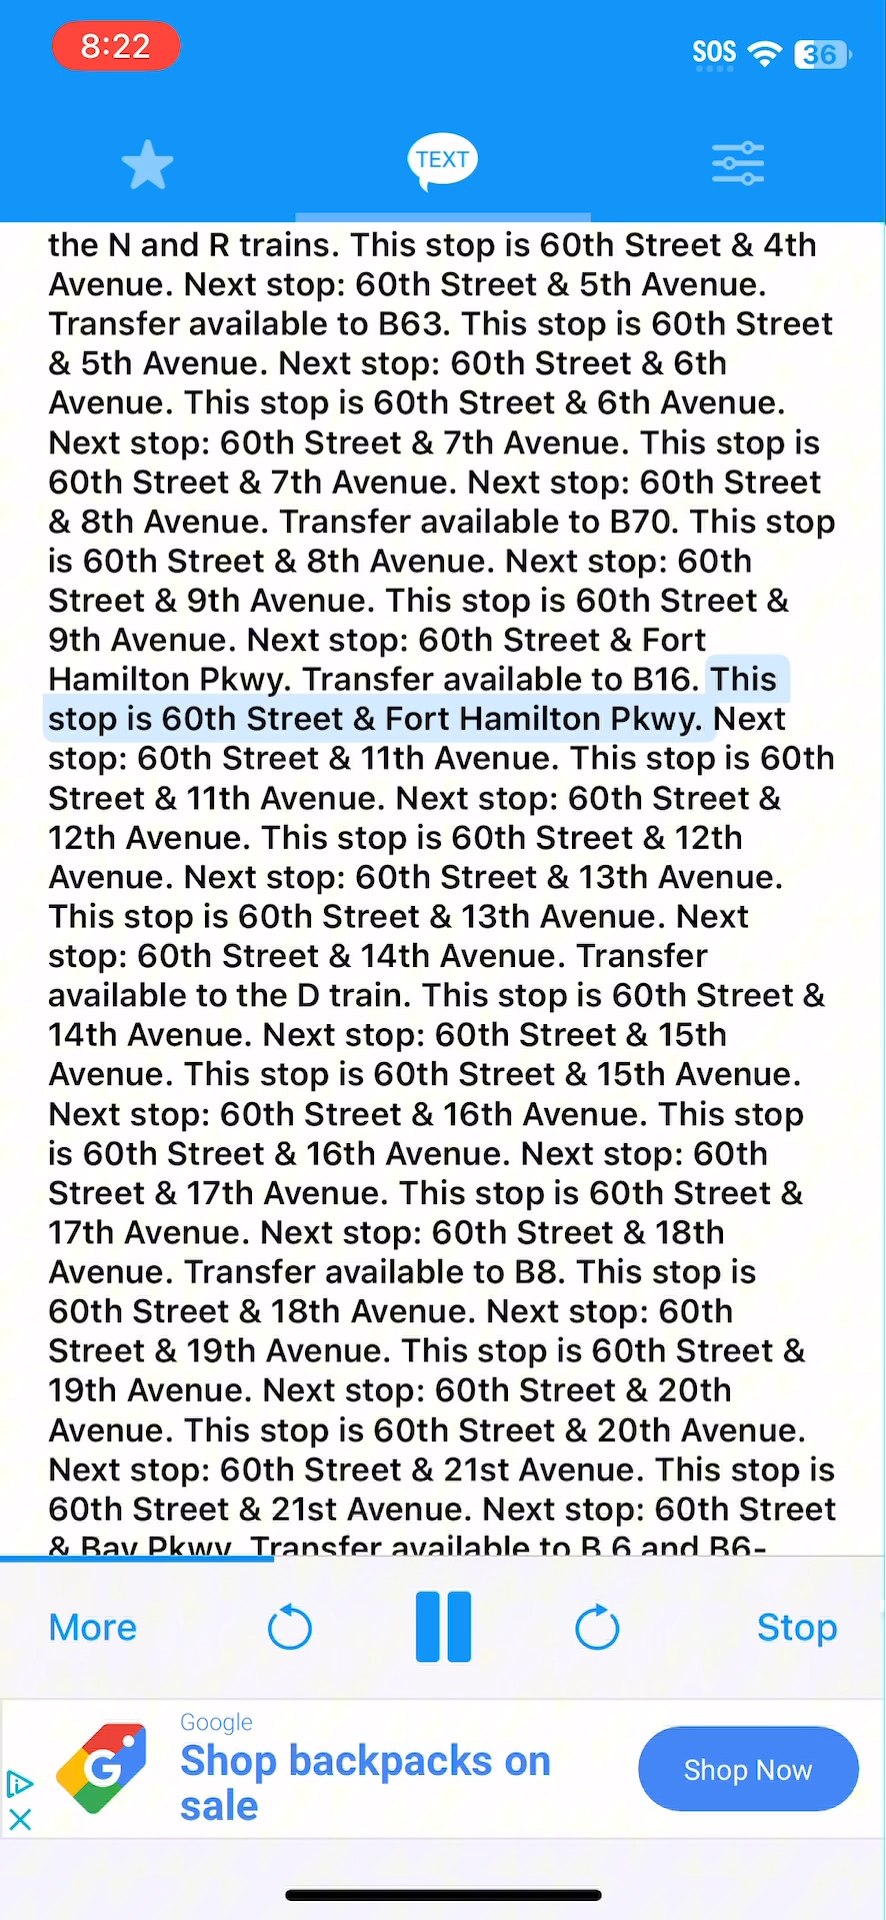 8:22
SOS
36
TEXT
the N and R trains. This stop is 60th Street & 4th
Avenue. Next stop: 60th Street & 5th Avenue.
Transfer available to B63. This stop is 60th Street
& 5th Avenue. Next stop: 60th Street & 6th
Avenue. This stop is 60th Street & 6th Avenue.
Next stop: 60th Street & 7th Avenue. This stop is
60th Street & 7th Avenue. Next stop: 60th Street
& 8th Avenue. Transfer available to B70. This stop
is 60th Street & 8th Avenue. Next stop: 60th
Street & 9th Avenue. This stop is 60th Street &
9th Avenue. Next stop: 60th Street & Fort
Hamilton Pkwy. Transfer available to B16. This
stop is 60th Street & Fort Hamilton Pkwy. Next
stop: 60th Street & 11th Avenue. This stop is 60th
Street & 11th Avenue. Next stop: 60th Street &
12th Avenue. This stop is 60th Street & 12th
Avenue. Next stop: 60th Street & 13th Avenue.
This stop is 60th Street & 13th Avenue. Next
stop: 60th Street & 14th Avenue. Transfer
available to the D train. This stop is 60th Street &
14th Avenue. Next stop: 60th Street & 15th
Avenue. This stop is 60th Street & 15th Avenue.
Next stop: 60th Street & 16th Avenue. This stop
is 60th Street & 16th Avenue. Next stop: 60th
Street & 17th Avenue. This stop is 60th Street &
17th Avenue. Next stop: 60th Street & 18th
Avenue. Transfer available to B8. This stop is
60th Street & 18th Avenue. Next stop: 60th
Street & 19th Avenue. This stop is 60th Street &
19th Avenue. Next stop: 60th Street & 20th
Avenue. This stop is 60th Street & 20th Avenue.
Next stop: 60th Street & 21st Avenue. This stop is
60th Street & 21st Avenue. Next stop: 60th Street
& Bay Pkwy. Transfer available to B 6 and B6-
More
Stop
Google
Shop backpacks on
sale
Shop Now
G